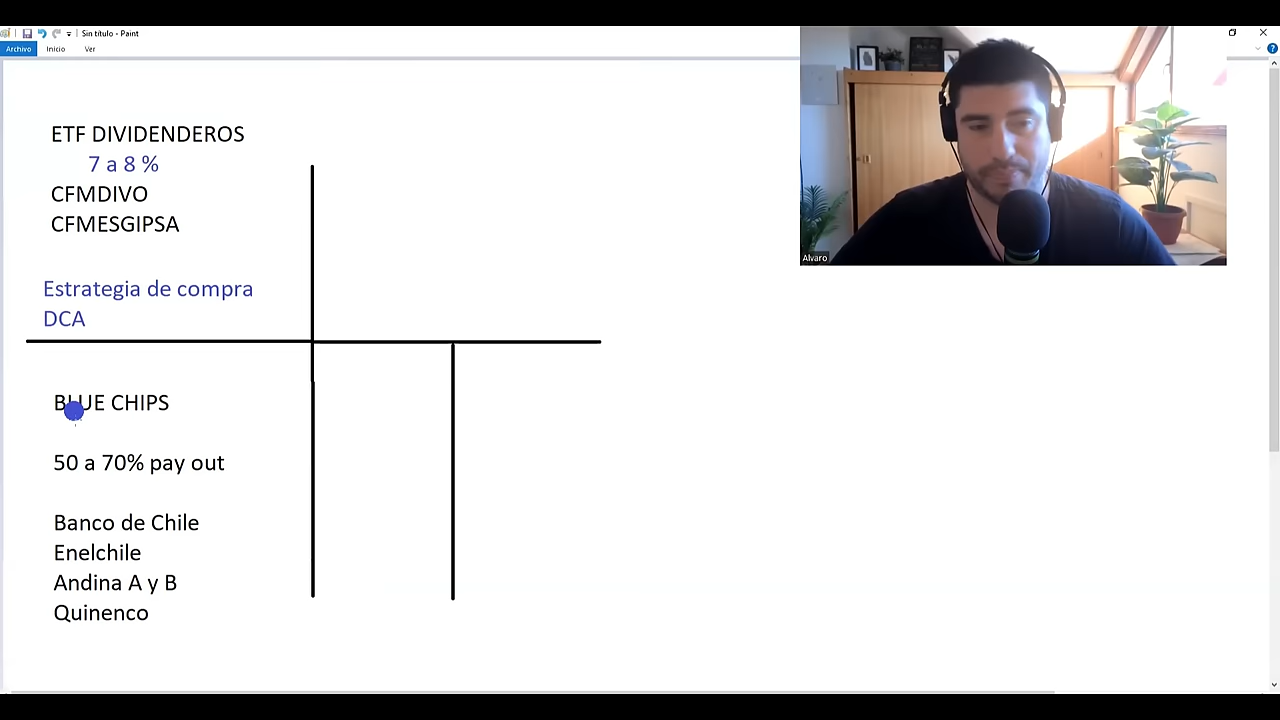 Sin título - Paint
Archivo Inicio Ver
ETF DIVIDENDEROS
7 a 8 %
CFMDIVO
CFMESGIPSA
Estrategia de compra
DCA
BLUE CHIPS
50 a 70% pay out
Banco de Chile
Enelchile
Andina A y B
Quinenco
Alvaro